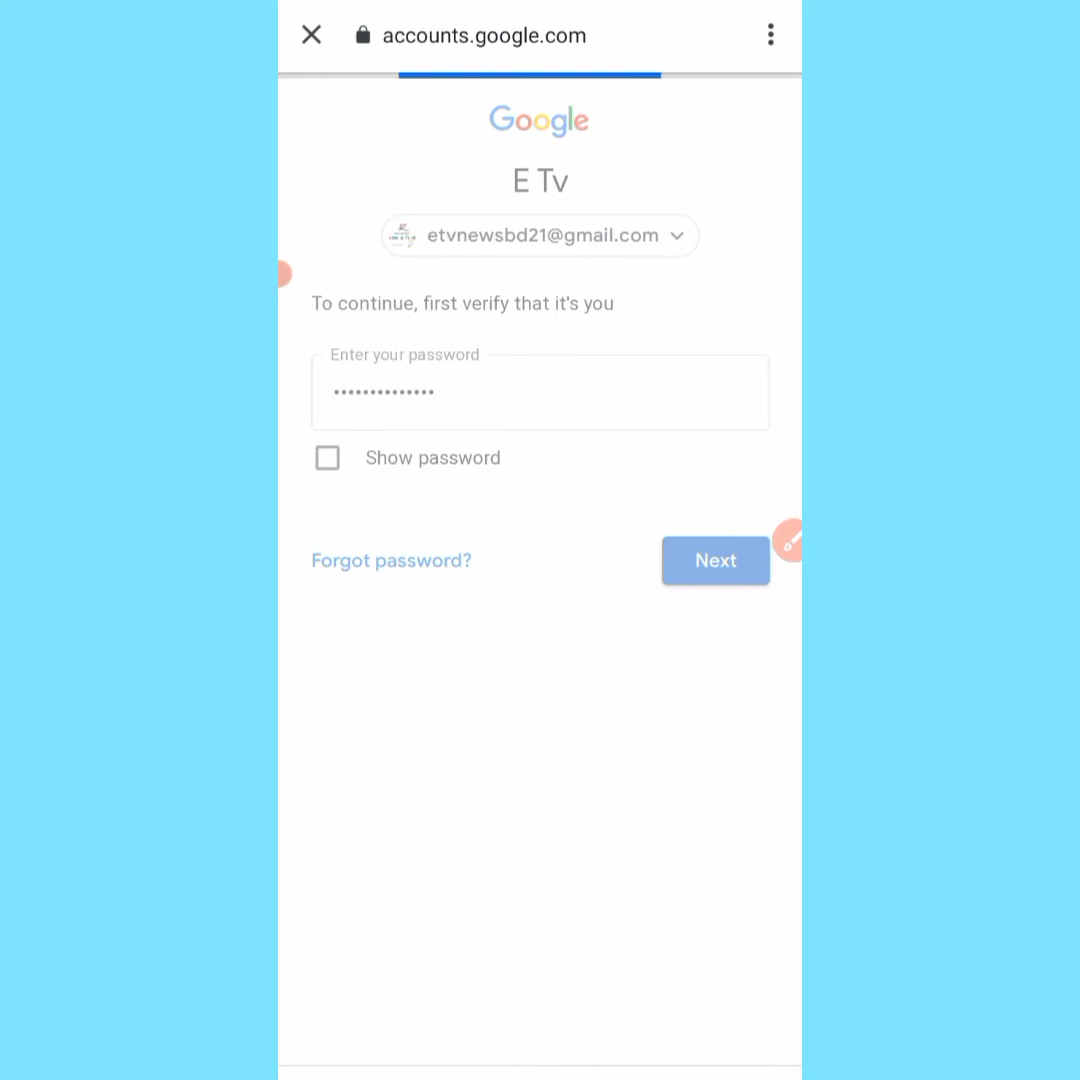 accounts.google.com
Google
E Tv
etvnewsbd21@gmail.com
To continue, first verify that it's you
Enter your password
••••••••••••••
Show password
Forgot password?
Next